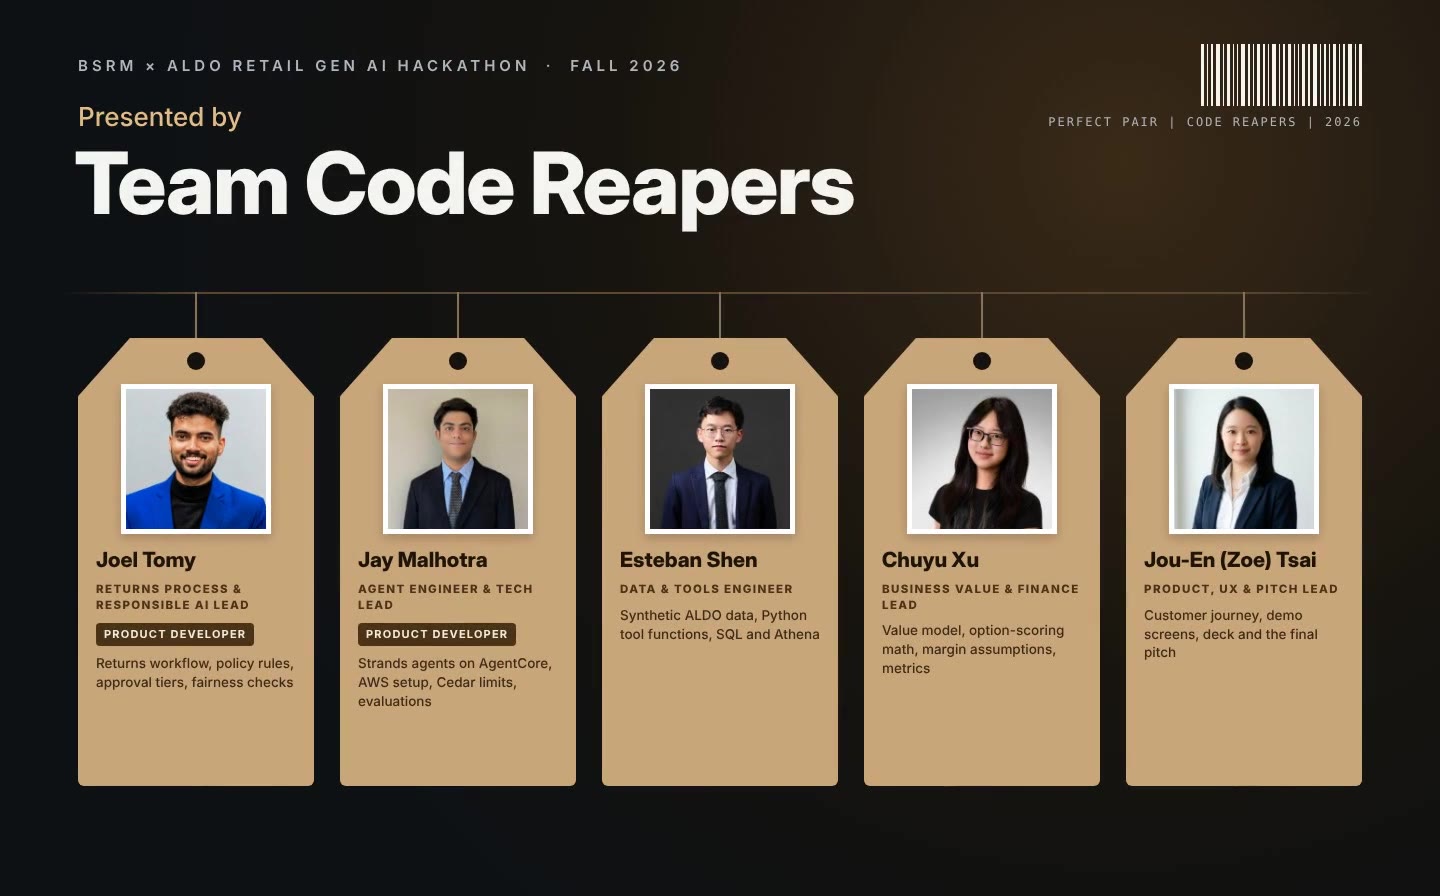 BSRM × ALDO RETAIL GEN AI HACKATHON · FALL 2026
PERFECT PAIR | CODE REAPERS | 2026
Presented by
Team Code Reapers
Joel Tomy
RETURNS PROCESS &
RESPONSIBLE AI LEAD
PRODUCT DEVELOPER
Returns workflow, policy rules,
approval tiers, fairness checks
Jay Malhotra
AGENT ENGINEER & TECH
LEAD
PRODUCT DEVELOPER
Strands agents on AgentCore,
AWS setup, Cedar limits,
evaluations
Esteban Shen
DATA & TOOLS ENGINEER
Synthetic ALDO data, Python
tool functions, SQL and Athena
Chuyu Xu
BUSINESS VALUE & FINANCE
LEAD
Value model, option-scoring
math, margin assumptions,
metrics
Jou-En (Zoe) Tsai
PRODUCT, UX & PITCH LEAD
Customer journey, demo
screens, deck and the final
pitch